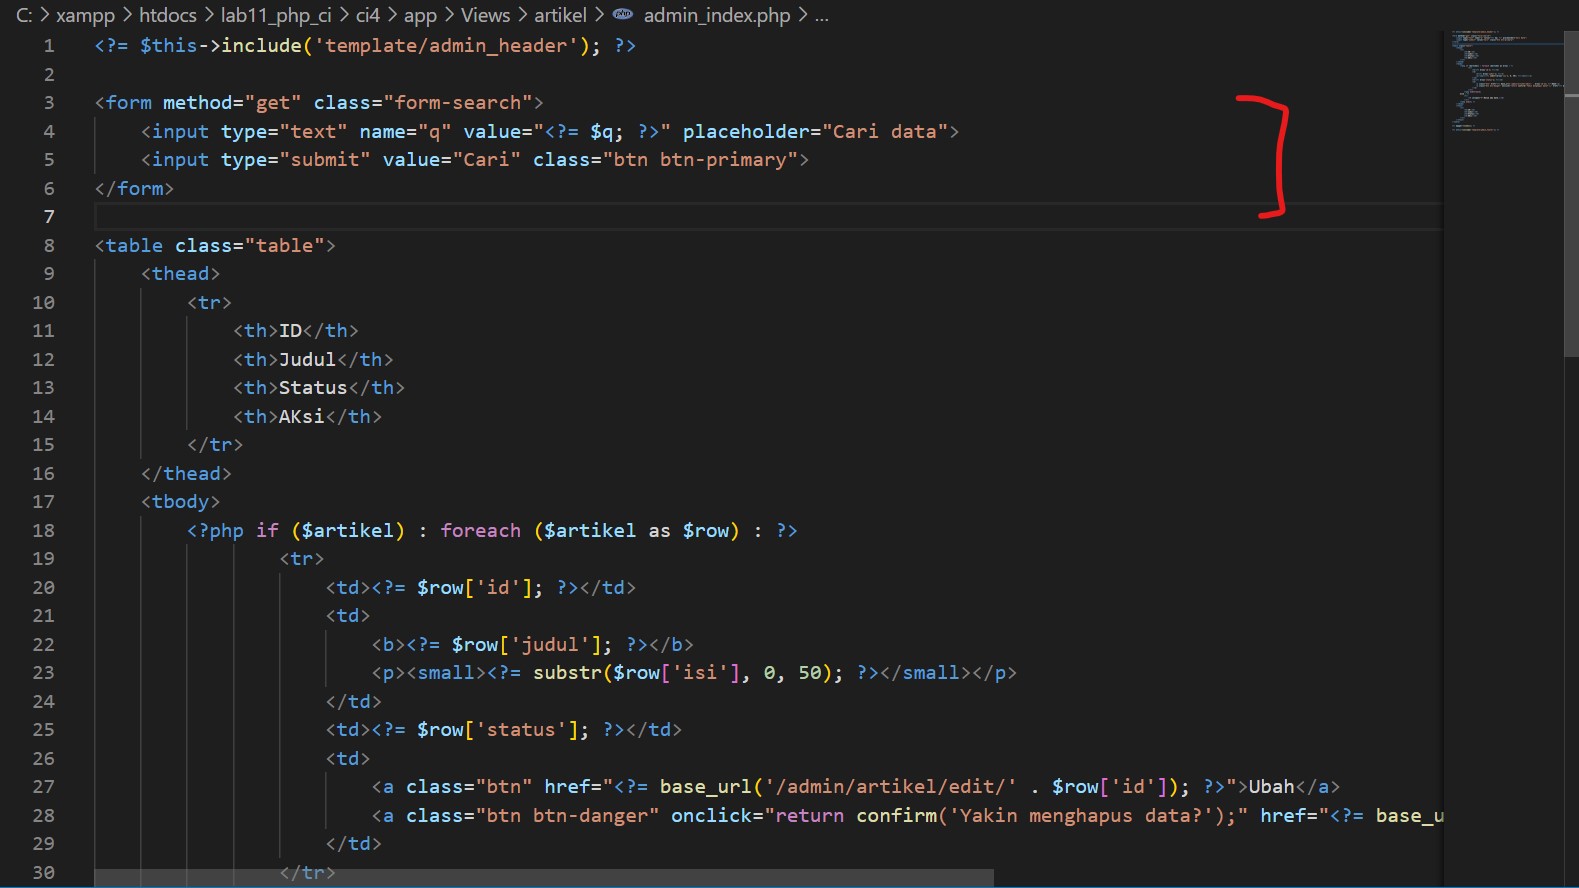 C: > xampp > htdocs > lab11_php_ci > ci4 > app > Views > artikel > admin_index.php > ...
1 <?= $this->include('template/admin_header'); ?>
2
3 <form method="get" class="form-search">
4     <input type="text" name="q" value="<?= $q; ?>" placeholder="Cari data">
5     <input type="submit" value="Cari" class="btn btn-primary">
6 </form>
7
8 <table class="table">
9     <thead>
10         <tr>
11             <th>ID</th>
12             <th>Judul</th>
13             <th>Status</th>
14             <th>AKsi</th>
15         </tr>
16     </thead>
17     <tbody>
18         <?php if ($artikel) : foreach ($artikel as $row) : ?>
19                 <tr>
20                     <td><?= $row['id']; ?></td>
21                     <td>
22                         <b><?= $row['judul']; ?></b>
23                         <p><small><?= substr($row['isi'], 0, 50); ?></small></p>
24                     </td>
25                     <td><?= $row['status']; ?></td>
26                     <td>
27                         <a class="btn" href="<?= base_url('/admin/artikel/edit/' . $row['id']); ?>">Ubah</a>
28                         <a class="btn btn-danger" onclick="return confirm('Yakin menghapus data?');" href="<?= base_u
29                     </td>
30                 </tr>